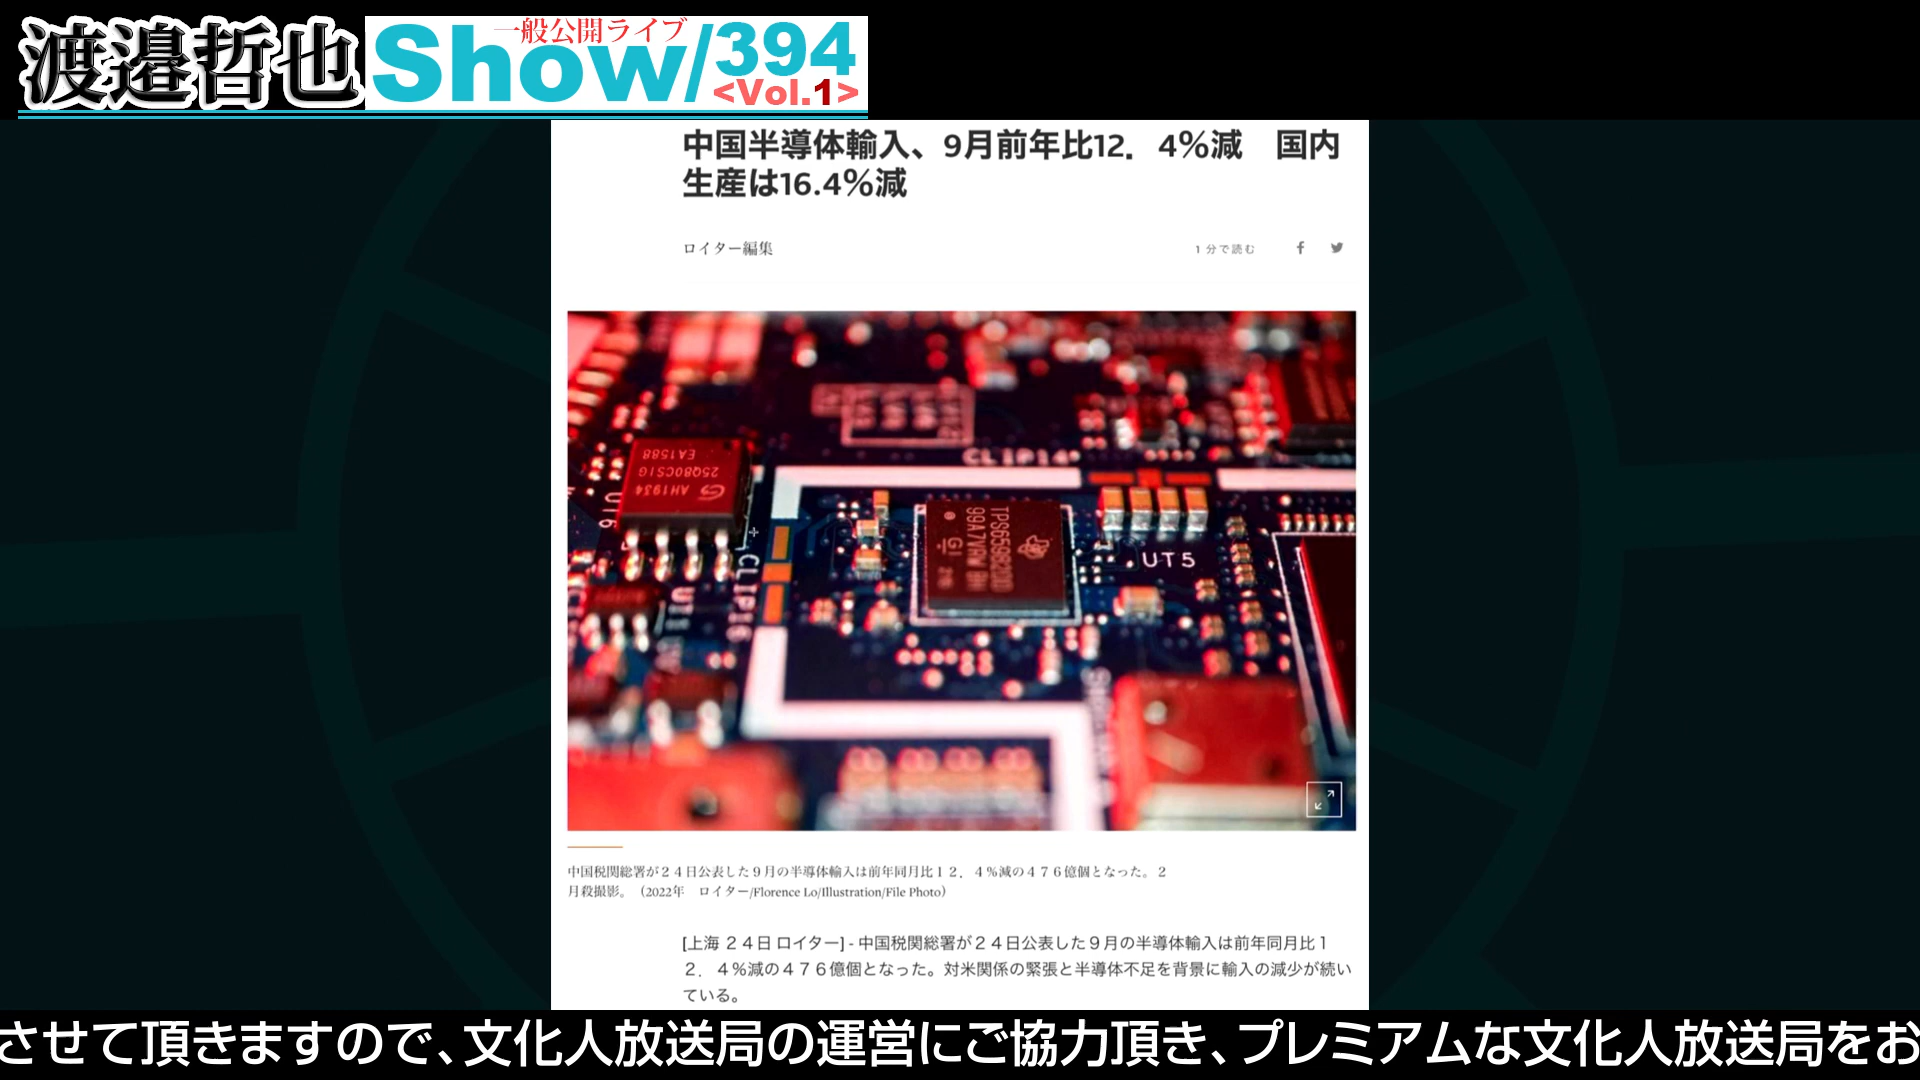 渡邉哲也
一般公開ライブ
Show/394
<Vol.1>
中国半導体輸入、9月前年比12．4％減　国内
生産は16.4％減
ロイター編集
1 分で読む
EA1588
25Q80CSIG
AH1934
CLIP14
UT5
CLIP16
中国税関総署が２４日公表した９月の半導体輸入は前年同月比１２．４％減の４７６億個となった。２
月殺撮影。（2022年　ロイター/Florence Lo/Illustration/File Photo）
[上海 ２４日 ロイター] - 中国税関総署が２４日公表した９月の半導体輸入は前年同月比１
２．４％減の４７６億個となった。対米関係の緊張と半導体不足を背景に輸入の減少が続い
ている。
させて頂きますので、文化人放送局の運営にご協力頂き、プレミアムな文化人放送局をお